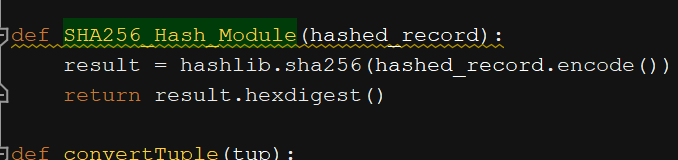 def SHA256_Hash_Module(hashed_record):
    result = hashlib.sha256(hashed_record.encode())
    return result.hexdigest()
def convertTuple(tup):